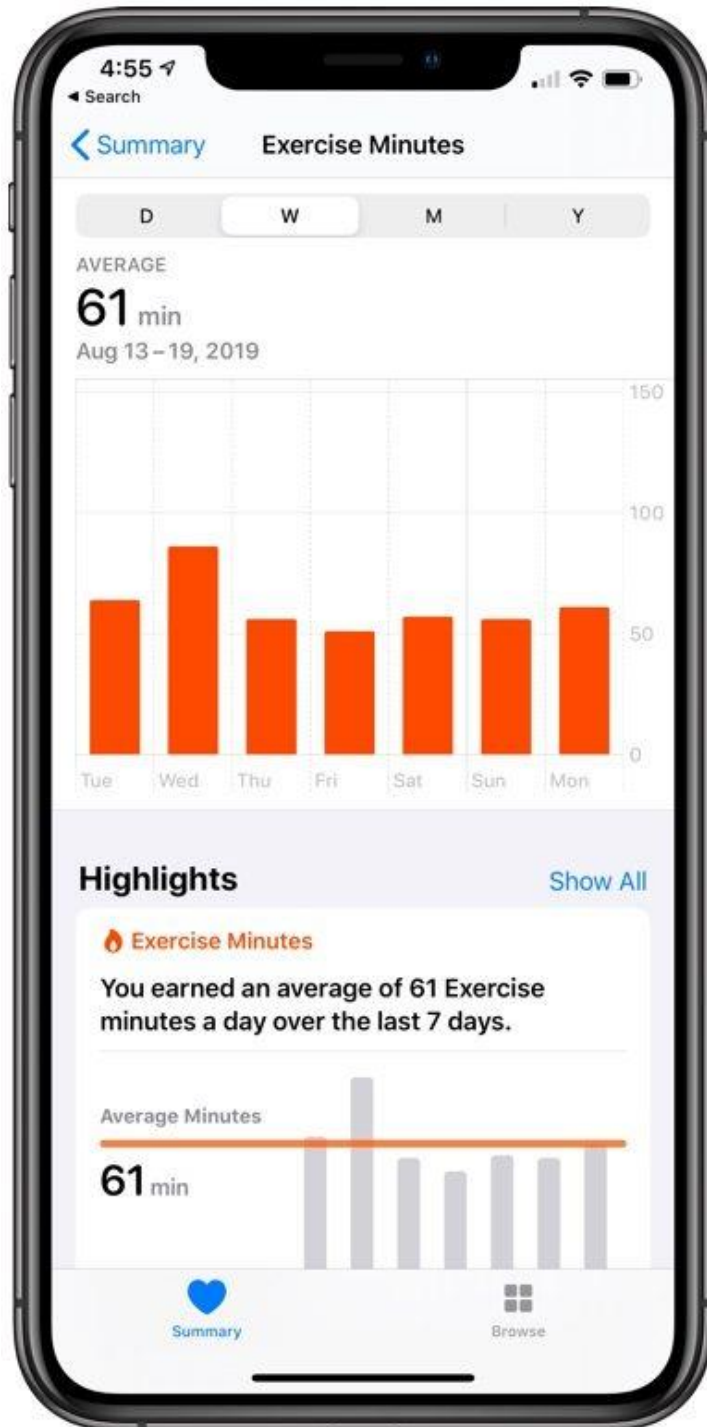 4:55
◀ Search
Summary
Exercise Minutes
D W M Y
AVERAGE
61 min
Aug 13–19, 2019
150
100
50
0
Tue Wed Thu Fri Sat Sun Mon
Highlights
Show All
Exercise Minutes
You earned an average of 61 Exercise
minutes a day over the last 7 days.
Average Minutes
61 min
Summary
Browse